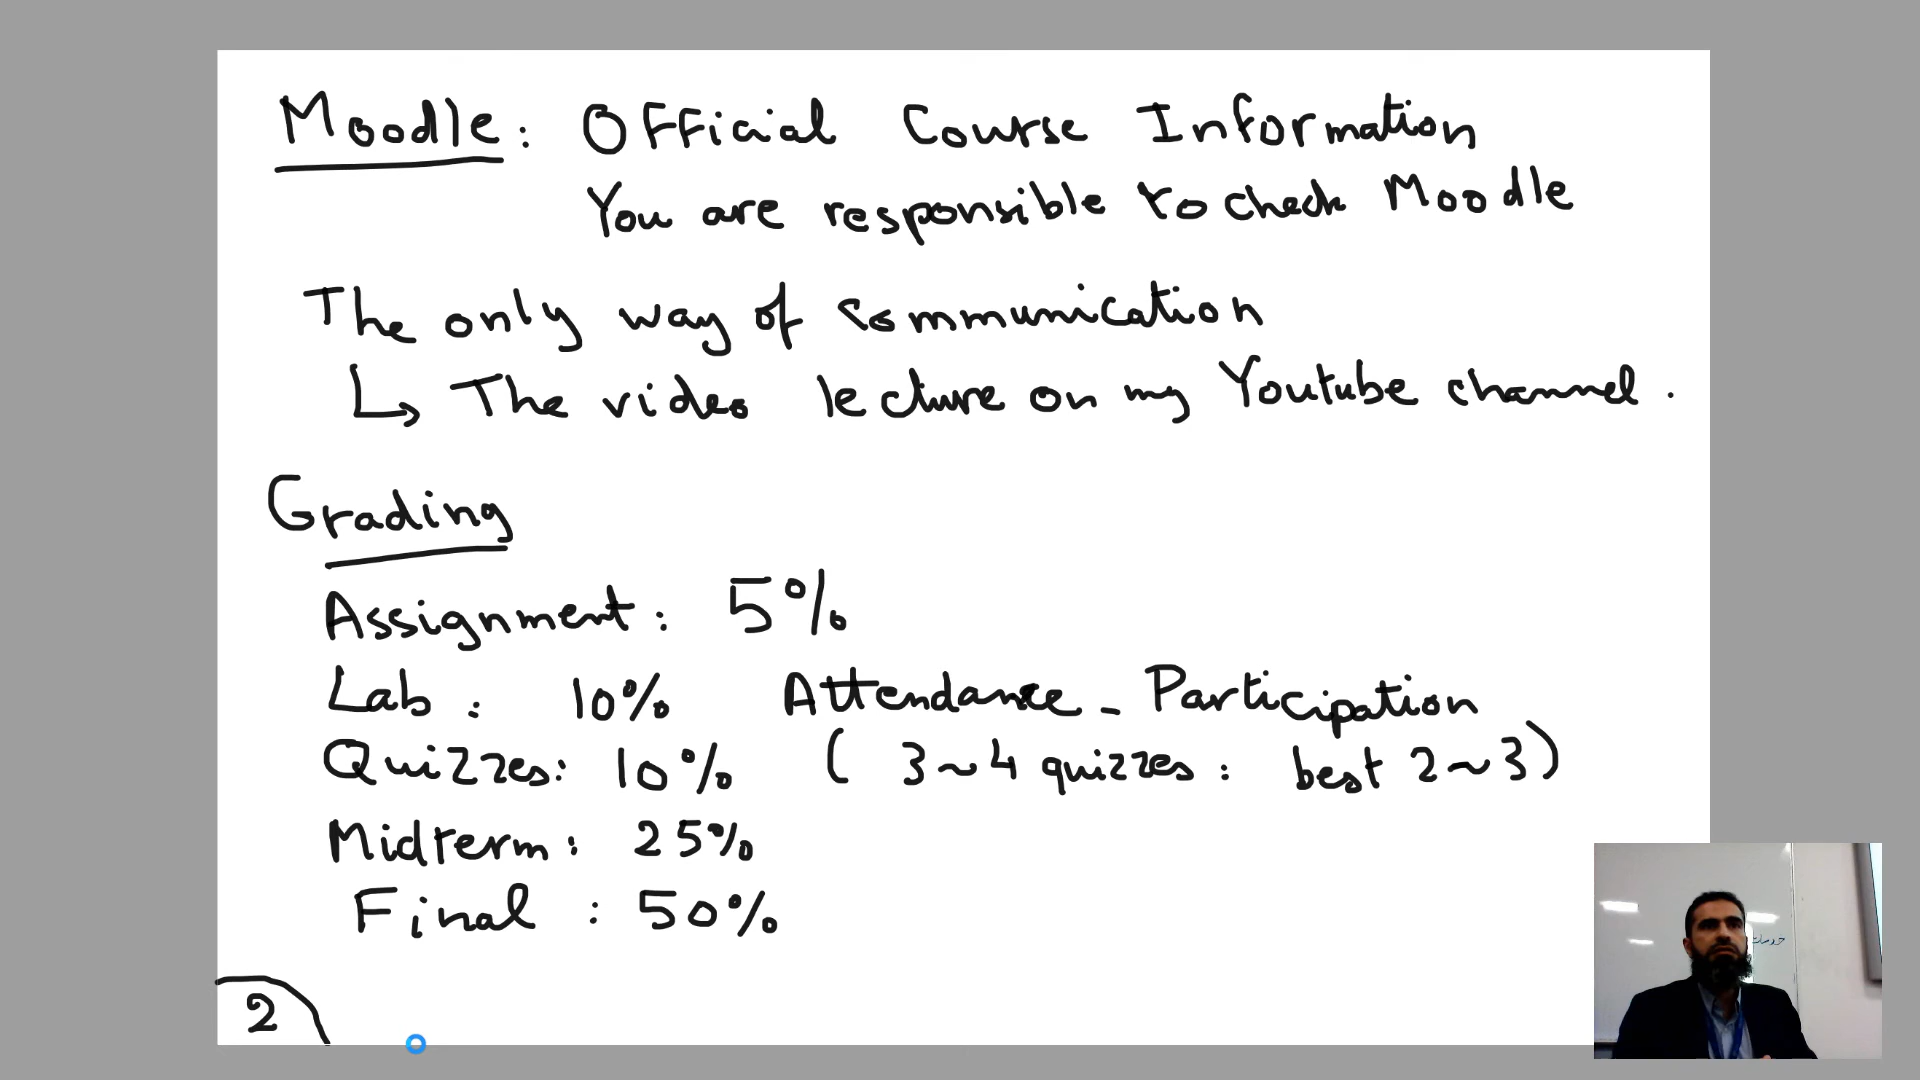 Moodle: Official Course Information
You are responsible to check Moodle
The only way of communication
↳ The video lecture on my Youtube channel.
Grading
Assignment: 5%
Lab: 10% Attendance - Participation
Quizzes: 10% (3~4 quizzes: best 2~3)
Midterm: 25%
Final: 50%
2
خدمات